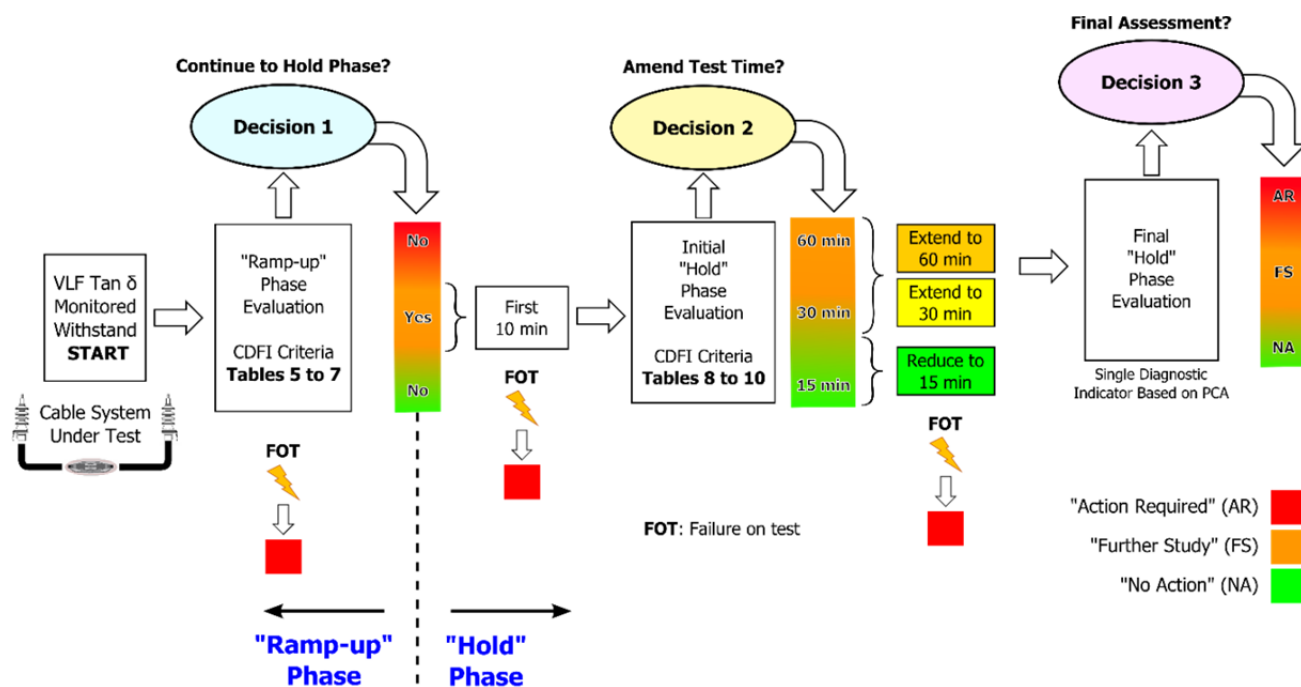 Continue to Hold Phase?
Decision 1
"Ramp-up"
Phase
Evaluation
CDFI Criteria
Tables 5 to 7
VLF Tan δ
Monitored
Withstand
START
Cable System
Under Test
FOT
No
Yes
No
First
10 min
FOT
Amend Test Time?
Decision 2
Initial
"Hold"
Phase
Evaluation
CDFI Criteria
Tables 8 to 10
60 min
30 min
15 min
Extend to
60 min
Extend to
30 min
Reduce to
15 min
FOT
Final Assessment?
Decision 3
Final
"Hold"
Phase
Evaluation
Single Diagnostic
Indicator Based on PCA
AR
FS
NA
FOT: Failure on test
"Action Required" (AR)
"Further Study" (FS)
"No Action" (NA)
"Ramp-up"
Phase
"Hold"
Phase